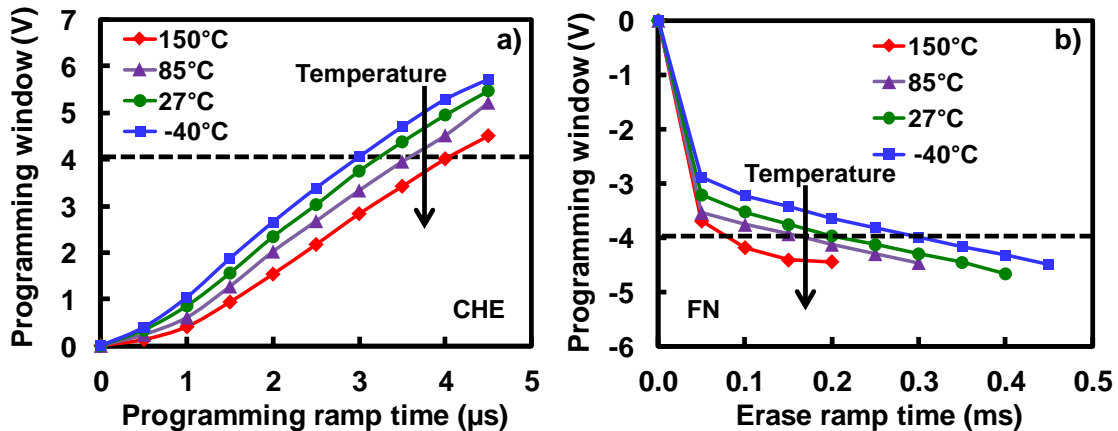 Programming window (V)
7
6
5
4
3
2
1
0
150°C
85°C
27°C
-40°C
a)
Temperature
CHE
0 1 2 3 4 5
Programming ramp time (µs)
Programming window (V)
0
-1
-2
-3
-4
-5
-6
150°C
85°C
27°C
-40°C
b)
Temperature
FN
0.0 0.1 0.2 0.3 0.4 0.5
Erase ramp time (ms)